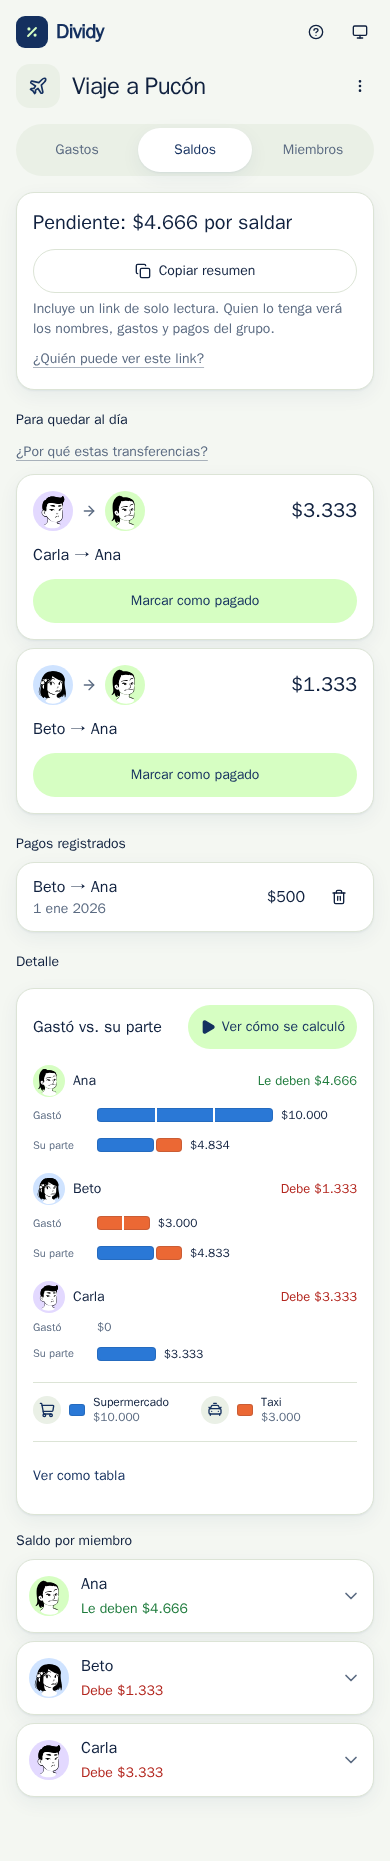 Dividy
Viaje a Pucón
Gastos
Saldos
Miembros
Pendiente: $4.666 por saldar
Copiar resumen
Incluye un link de solo lectura. Quien lo tenga verá
los nombres, gastos y pagos del grupo.
¿Quién puede ver este link?
Para quedar al día
¿Por qué estas transferencias?
→ $3.333
Carla → Ana
Marcar como pagado
→ $1.333
Beto → Ana
Marcar como pagado
Pagos registrados
Beto → Ana
1 ene 2026
$500
Detalle
Gastó vs. su parte
Ver cómo se calculó
Ana Le deben $4.666
Gastó $10.000
Su parte $4.834
Beto Debe $1.333
Gastó $3.000
Su parte $4.833
Carla Debe $3.333
Gastó $0
Su parte $3.333
Supermercado
$10.000
Taxi
$3.000
Ver como tabla
Saldo por miembro
Ana
Le deben $4.666
Beto
Debe $1.333
Carla
Debe $3.333